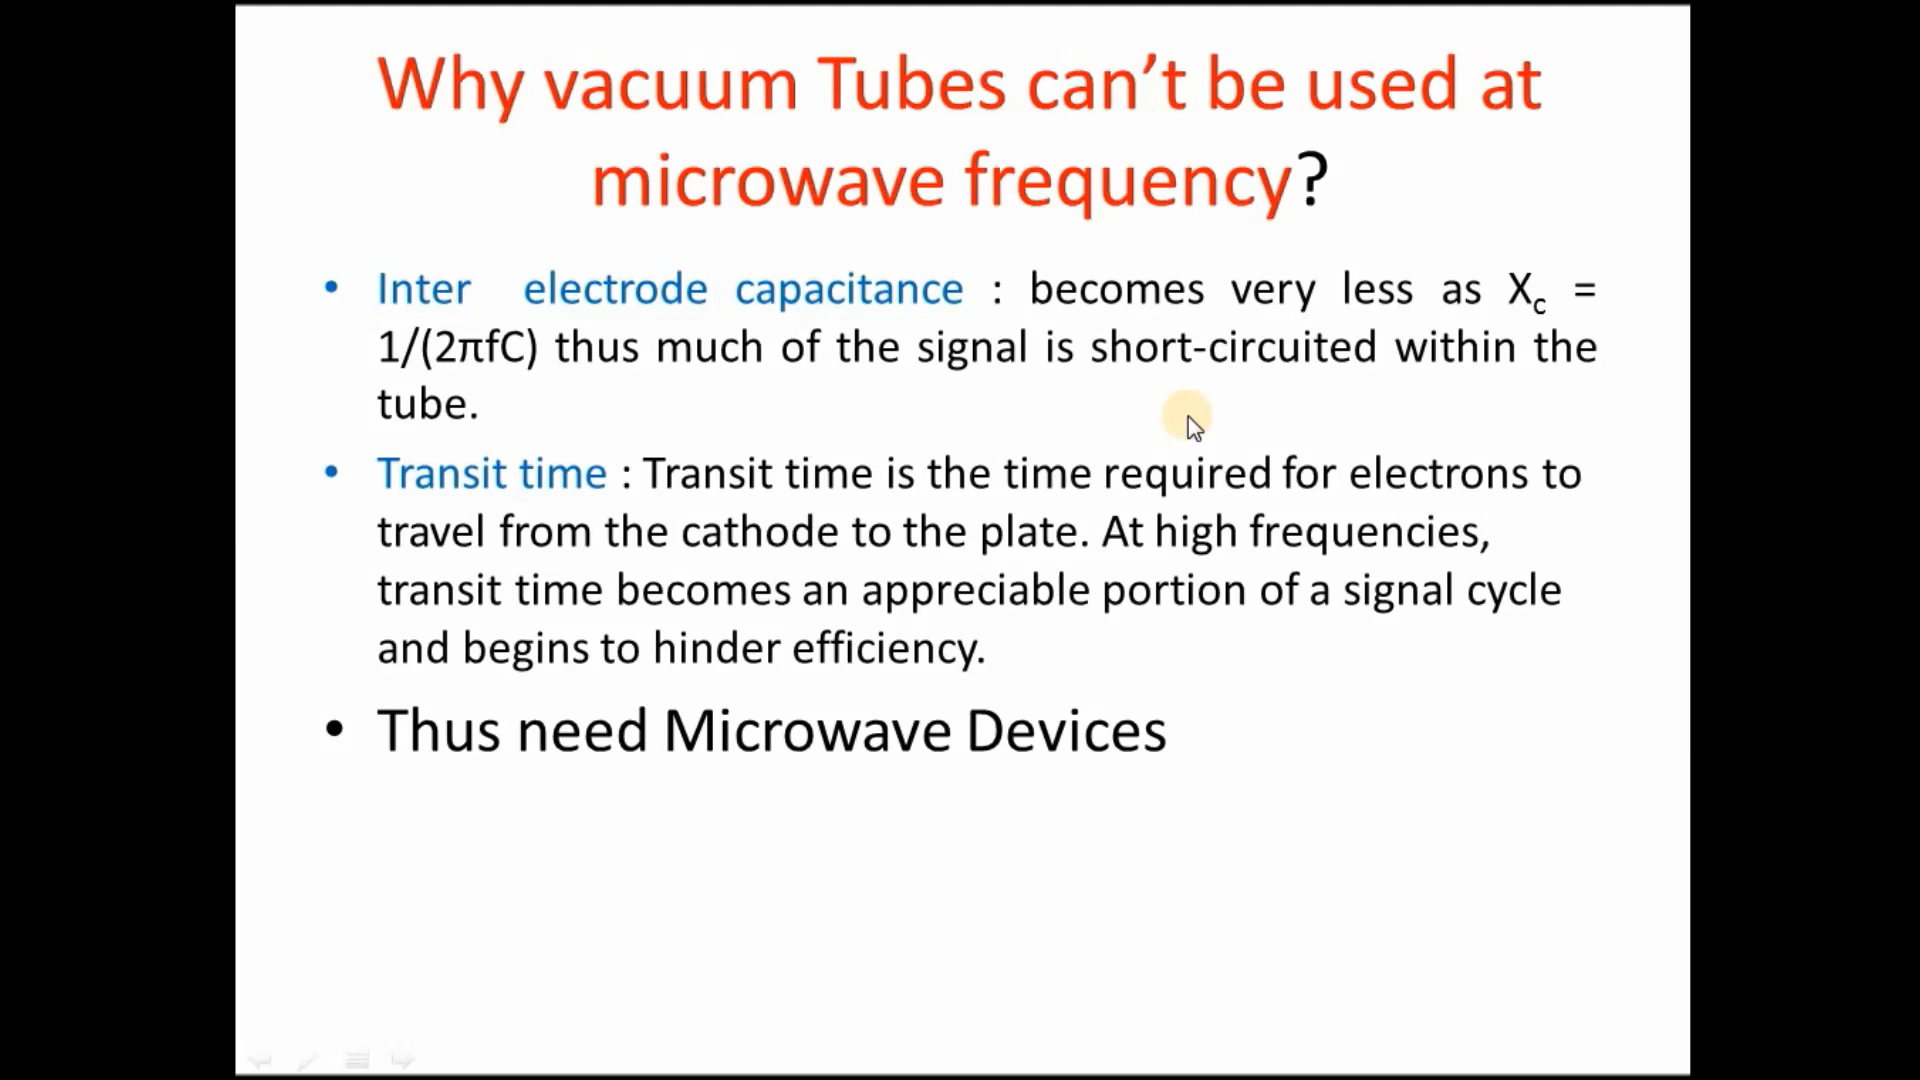 Why vacuum Tubes can’t be used at
microwave frequency?
• Inter electrode capacitance : becomes very less as Xc =
1/(2πfC) thus much of the signal is short-circuited within the
tube.
• Transit time : Transit time is the time required for electrons to
travel from the cathode to the plate. At high frequencies,
transit time becomes an appreciable portion of a signal cycle
and begins to hinder efficiency.
• Thus need Microwave Devices